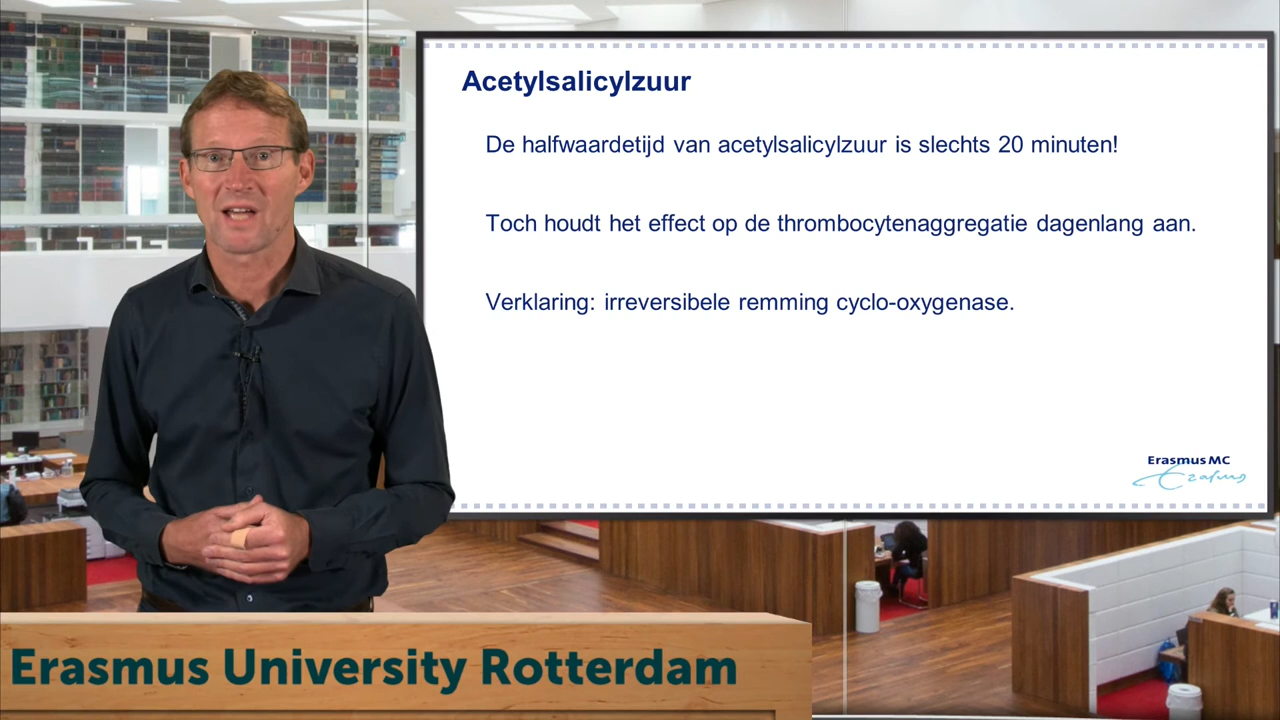 Acetylsalicylzuur
De halfwaardetijd van acetylsalicylzuur is slechts 20 minuten!
Toch houdt het effect op de thrombocytenaggregatie dagenlang aan.
Verklaring: irreversibele remming cyclo-oxygenase.
Erasmus MC
Erasmus
Erasmus University Rotterdam